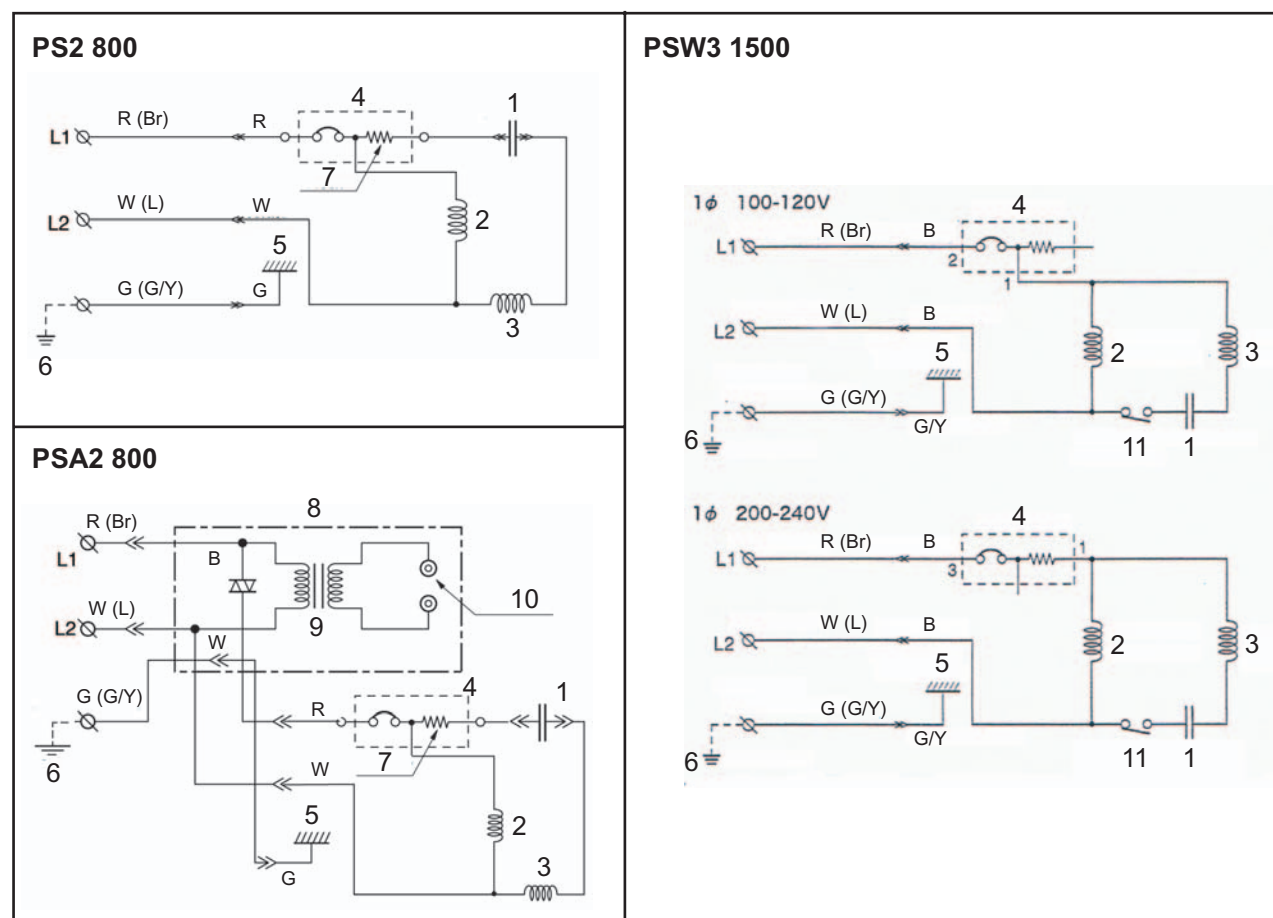 PS2 800
4
1
R (Br)
R
L1
7
W (L)
W
L2
2
5
G (G/Y)
G
3
6
PSA2 800
8
R (Br)
L1
B
10
W (L)
L2
9
W
G (G/Y)
4
1
R
6
7
W
5
2
3
G
PSW3 1500
1φ 100-120V
4
R (Br)
B
L1
2
1
W (L)
B
L2
5
2
3
G (G/Y)
6
G/Y
11
1
1φ 200-240V
4
R (Br)
B
1
L1
3
W (L)
B
L2
5
2
3
G (G/Y)
6
G/Y
11
1